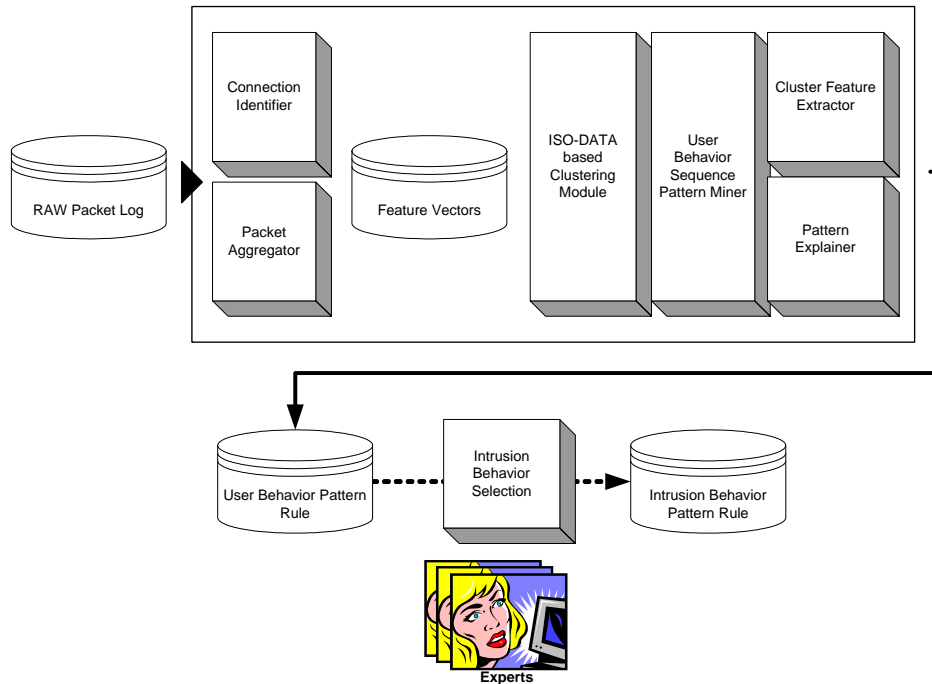 RAW Packet Log
Connection
Identifier
Packet
Aggregator
Feature Vectors
ISO-DATA
based
Clustering
Module
User
Behavior
Sequence
Pattern Miner
Cluster Feature
Extractor
Pattern
Explainer
User Behavior Pattern
Rule
Intrusion
Behavior
Selection
Intrusion Behavior
Pattern Rule
Experts